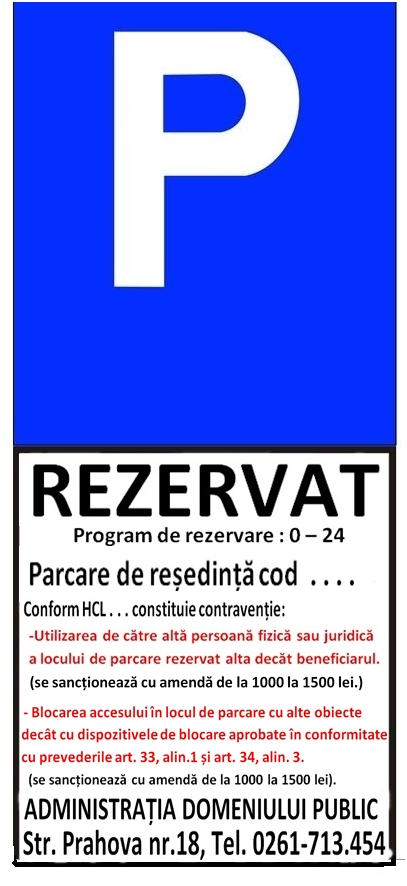 P
REZERVAT
Program de rezervare : 0 – 24
Parcare de reședință cod . . . .
Conform HCL . . . constituie contravenție:
-Utilizarea de către altă persoană fizică sau juridică
a locului de parcare rezervat alta decăt beneficiarul.
(se sancționează cu amendă de la 1000 la 1500 lei.)
- Blocarea accesului în locul de parcare cu alte obiecte
decât cu dispozitivele de blocare aprobate în conformitate
cu prevederile art. 33, alin.1 și art. 34, alin. 3.
(se sancționează cu amendă de la 1000 la 1500 lei).
ADMINISTRAȚIA DOMENIULUI PUBLIC
Str. Prahova nr.18, Tel. 0261-713.454